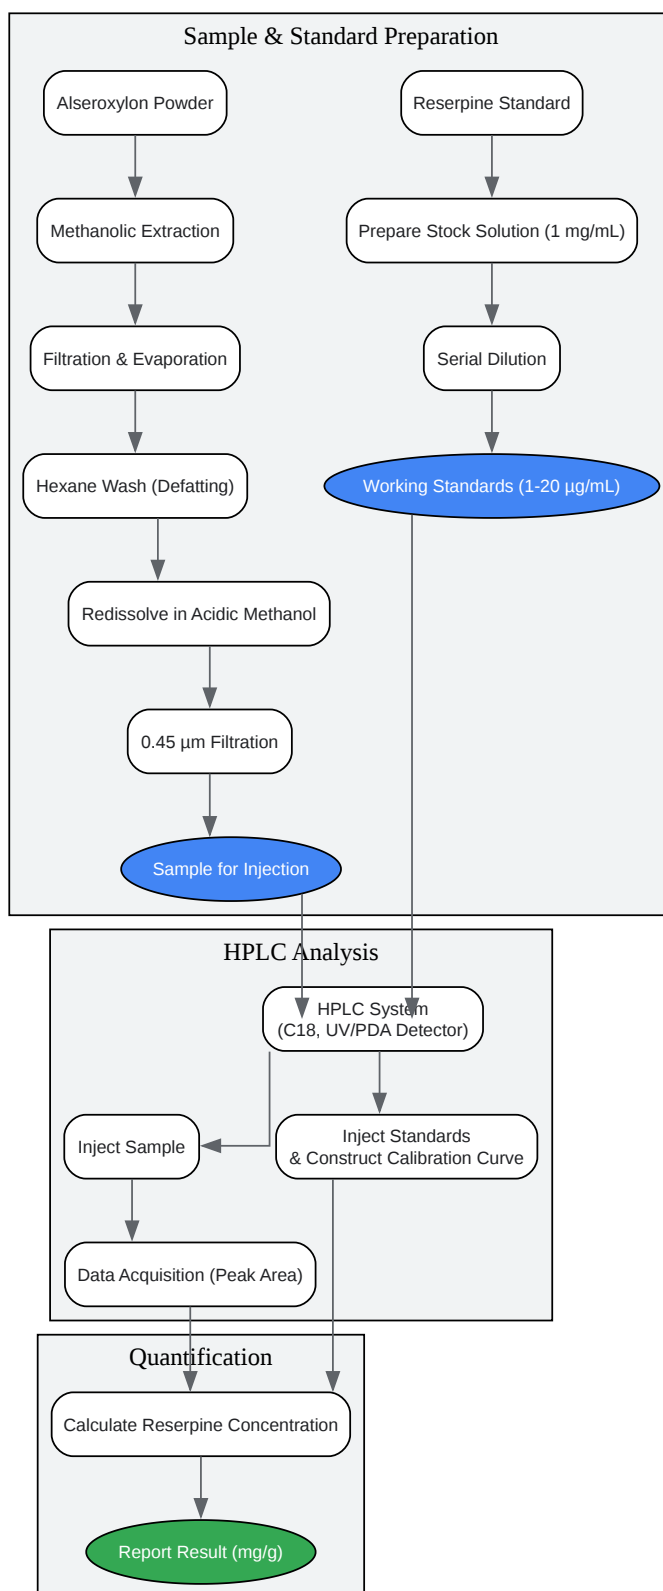 Sample & Standard Preparation
Alseroxylon Powder
Reserpine Standard
Methanolic Extraction
Prepare Stock Solution (1 mg/mL)
Filtration & Evaporation
Serial Dilution
Hexane Wash (Defatting)
Working Standards (1-20 µg/mL)
Redissolve in Acidic Methanol
0.45 µm Filtration
Sample for Injection
HPLC Analysis
HPLC System
(C18, UV/PDA Detector)
Inject Sample
Inject Standards
& Construct Calibration Curve
Data Acquisition (Peak Area)
Quantification
Calculate Reserpine Concentration
Report Result (mg/g)